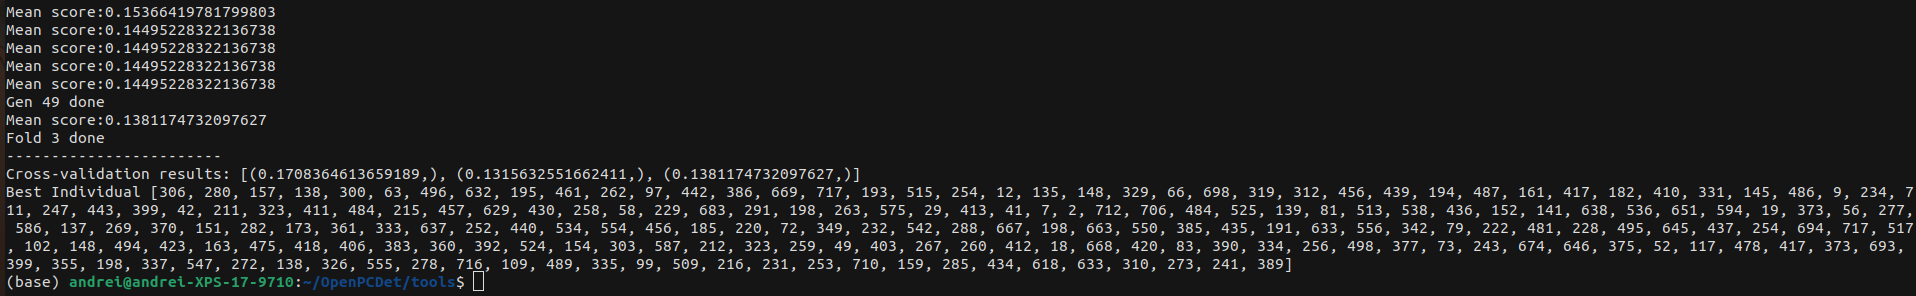 Mean score:0.15366419781799803
Mean score:0.14495228322136738
Mean score:0.14495228322136738
Mean score:0.14495228322136738
Mean score:0.14495228322136738
Gen 49 done
Mean score:0.1381174732097627
Fold 3 done
------------------------
Cross-validation results: [(0.1708364613659189,), (0.1315632551662411,), (0.1381174732097627,)]
Best Individual [306, 280, 157, 138, 300, 63, 496, 632, 195, 461, 262, 97, 442, 386, 669, 717, 193, 515, 254, 12, 135, 148, 329, 66, 698, 319, 312, 456, 439, 194, 487, 161, 417, 182, 410, 331, 145, 486, 9, 234, 7
11, 247, 443, 399, 42, 211, 323, 411, 484, 215, 457, 629, 430, 258, 58, 229, 683, 291, 198, 263, 575, 29, 413, 41, 7, 2, 712, 706, 484, 525, 139, 81, 513, 538, 436, 152, 141, 638, 536, 651, 594, 19, 373, 56, 277,
 586, 137, 269, 370, 151, 282, 173, 361, 333, 637, 252, 440, 534, 554, 456, 185, 220, 72, 349, 232, 542, 288, 667, 198, 663, 550, 385, 435, 191, 633, 556, 342, 79, 222, 481, 228, 495, 645, 437, 254, 694, 717, 517
, 102, 148, 494, 423, 163, 475, 418, 406, 383, 360, 392, 524, 154, 303, 587, 212, 323, 259, 49, 403, 267, 260, 412, 18, 668, 420, 83, 390, 334, 256, 498, 377, 73, 243, 674, 646, 375, 52, 117, 478, 417, 373, 693, 
399, 355, 198, 337, 547, 272, 138, 326, 555, 278, 716, 109, 489, 335, 99, 509, 216, 231, 253, 710, 159, 285, 434, 618, 633, 310, 273, 241, 389]
(base) andrei@andrei-XPS-17-9710:~/OpenPCDet/tools$